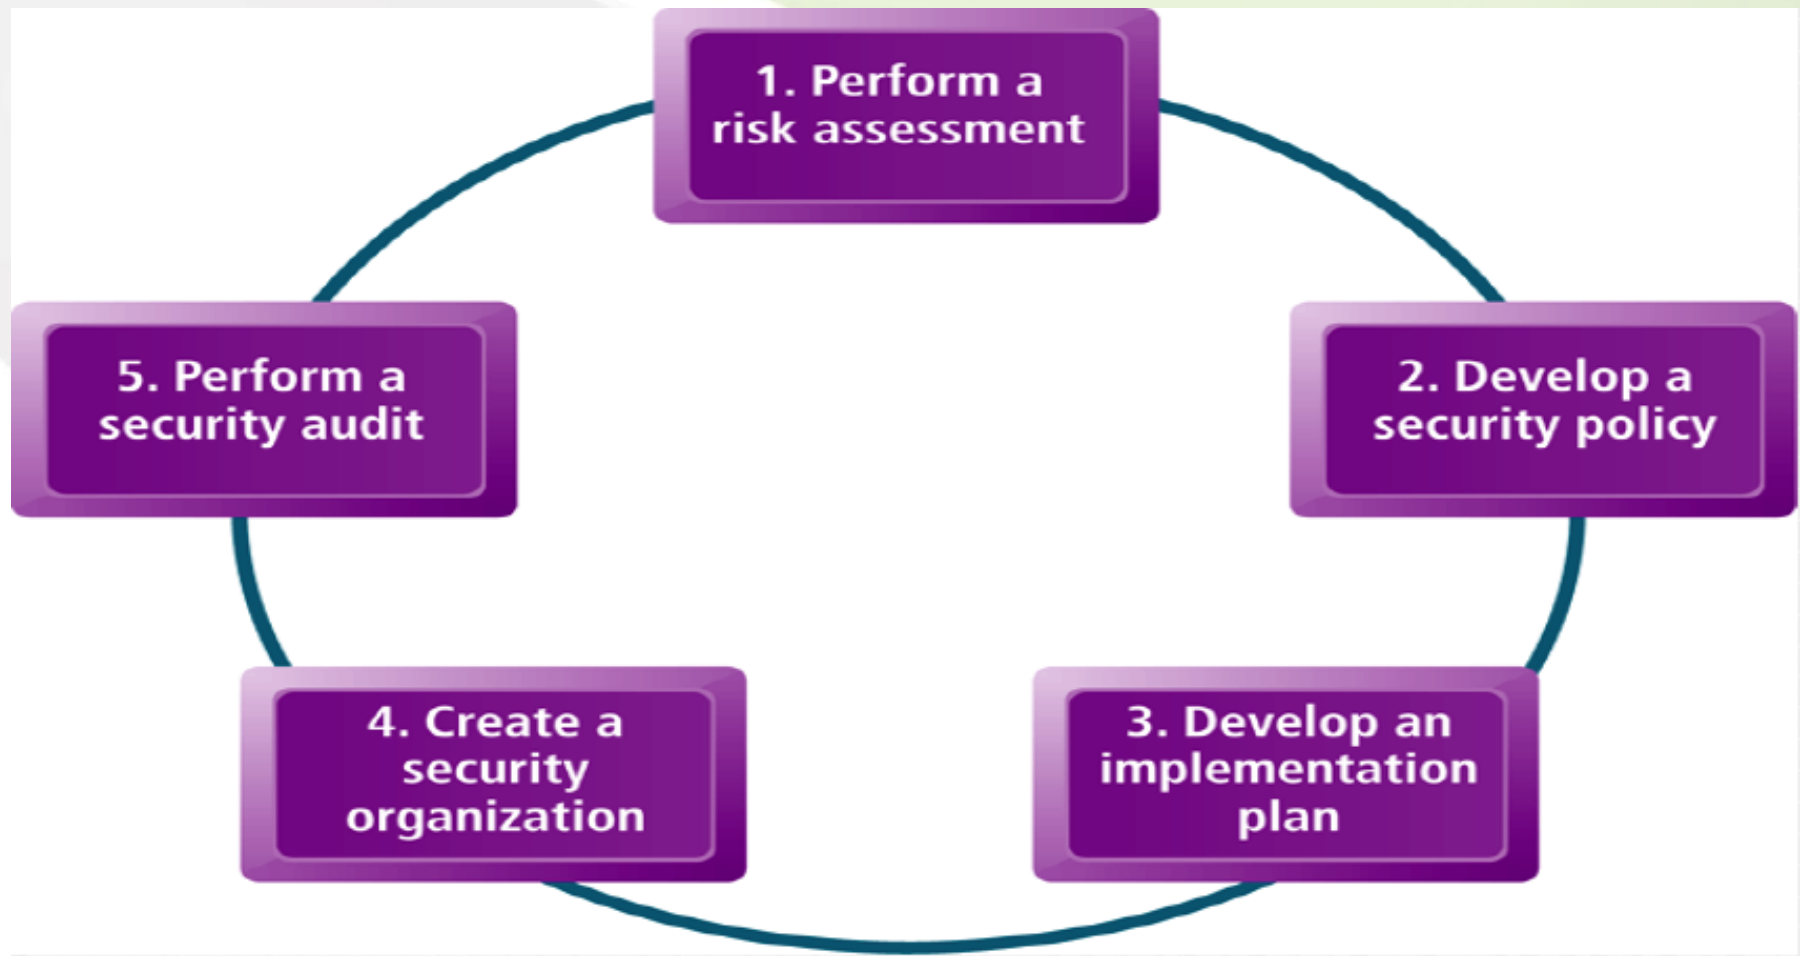 1. Perform a
risk assessment
2. Develop a
security policy
3. Develop an
implementation
plan
4. Create a
security
organization
5. Perform a
security audit